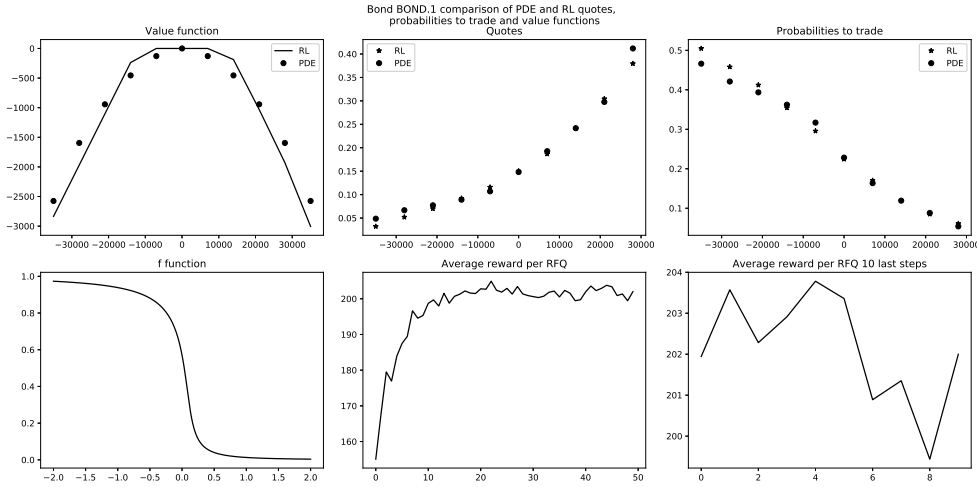 Bond BOND.1 comparison of PDE and RL quotes,
probabilities to trade and value functions
Value function
0
−500
−1000
−1500
−2000
−2500
−3000
−30000 −20000 −10000 0 10000 20000 30000
RL
PDE
Quotes
0.40
0.35
0.30
0.25
0.20
0.15
0.10
0.05
−30000 −20000 −10000 0 10000 20000 30000
RL
PDE
Probabilities to trade
0.5
0.4
0.3
0.2
0.1
−30000 −20000 −10000 0 10000 20000 30000
RL
PDE
f function
1.0
0.8
0.6
0.4
0.2
0.0
−2.0 −1.5 −1.0 −0.5 0.0 0.5 1.0 1.5 2.0
Average reward per RFQ
200
190
180
170
160
0 10 20 30 40 50
Average reward per RFQ 10 last steps
204
203
202
201
200
0 2 4 6 8